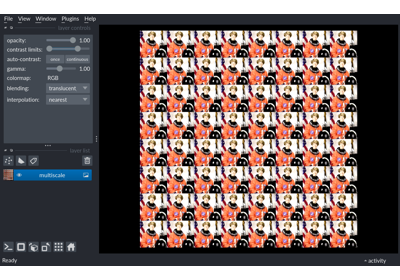 File View Window Plugins Help
layer controls
opacity: 1.00
contrast limits:
auto-contrast: once continuous
gamma: 1.00
colormap: RGB
blending: translucent
interpolation: nearest
layer list
multiscale
Ready
activity